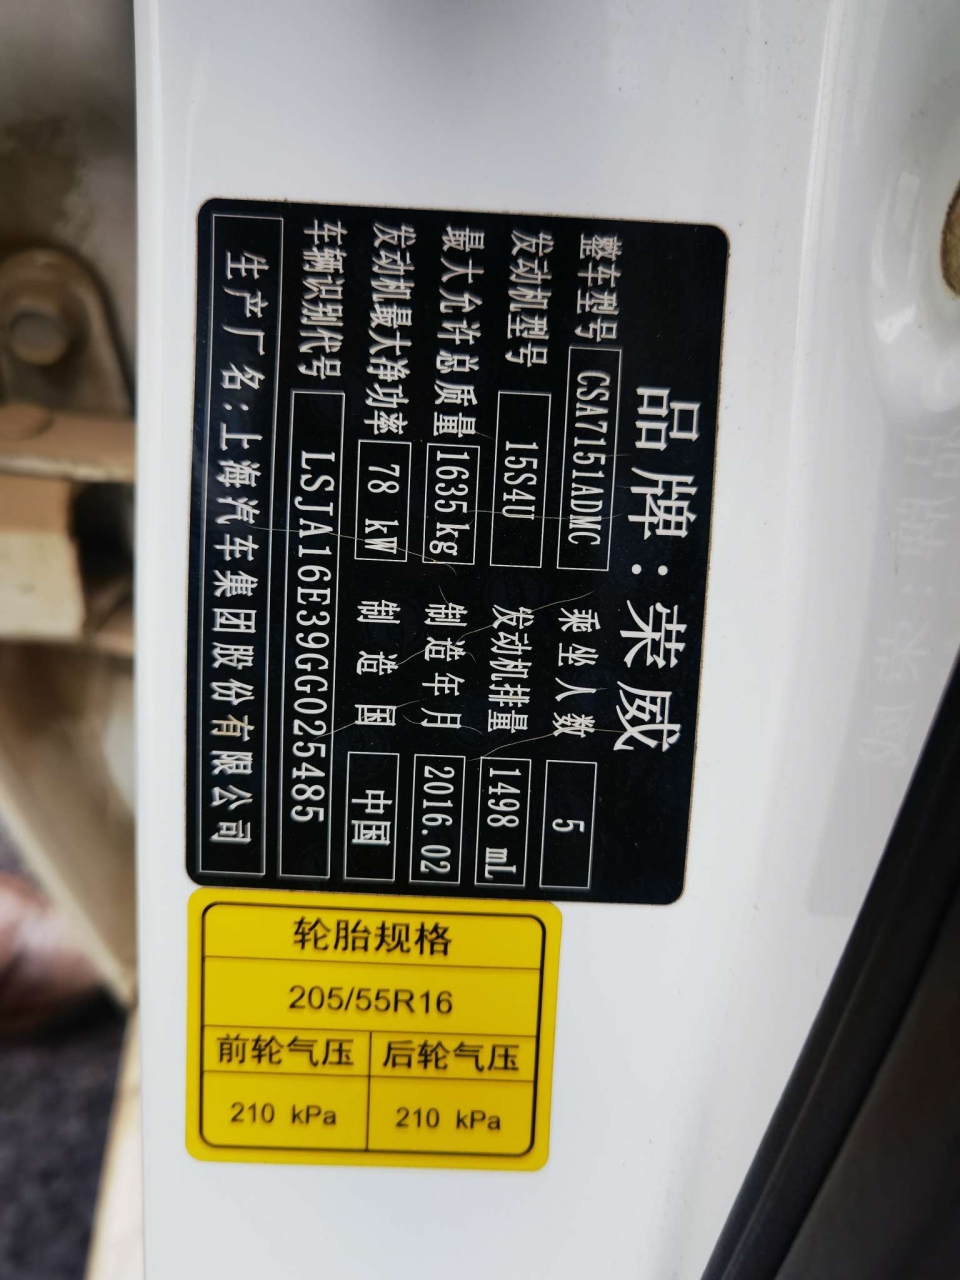 品牌:荣威
整车型号 CSA7151ADMC 乘坐人数 5
发动机型号 15S4U 发动机排量 1498 mL
最大允许总质量 1635kg 制造年月 2016.02
发动机最大净功率 78 kW 制造国 中国
车辆识别代号 LSJA16E39GG025485
生产厂名:上海汽车集团股份有限公司
轮胎规格
205/55R16
前轮气压 后轮气压
210 kPa 210 kPa